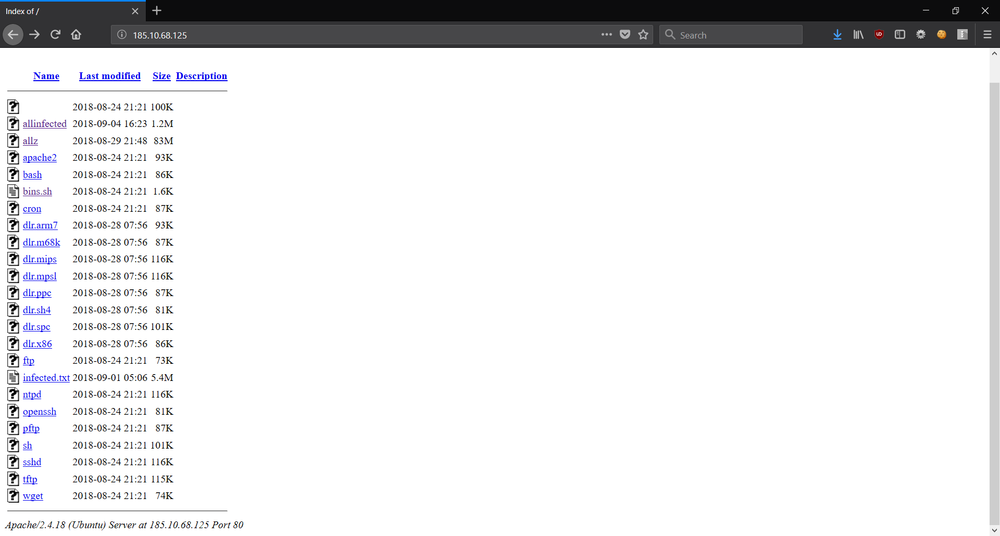 Index of /
185.10.68.125
Search
Name Last modified Size Description
2018-08-24 21:21 100K
allinfected 2018-09-04 16:23 1.2M
allz 2018-08-29 21:48 83M
apache2 2018-08-24 21:21 93K
bash 2018-08-24 21:21 86K
bins.sh 2018-08-24 21:21 1.6K
cron 2018-08-24 21:21 87K
dlr.arm7 2018-08-28 07:56 93K
dlr.m68k 2018-08-28 07:56 87K
dlr.mips 2018-08-28 07:56 116K
dlr.mpsl 2018-08-28 07:56 116K
dlr.ppc 2018-08-28 07:56 87K
dlr.sh4 2018-08-28 07:56 81K
dlr.spc 2018-08-28 07:56 101K
dlr.x86 2018-08-28 07:56 86K
ftp 2018-08-24 21:21 73K
infected.txt 2018-09-01 05:06 5.4M
ntpd 2018-08-24 21:21 116K
openssh 2018-08-24 21:21 81K
pftp 2018-08-24 21:21 87K
sh 2018-08-24 21:21 101K
sshd 2018-08-24 21:21 116K
tftp 2018-08-24 21:21 115K
wget 2018-08-24 21:21 74K
Apache/2.4.18 (Ubuntu) Server at 185.10.68.125 Port 80